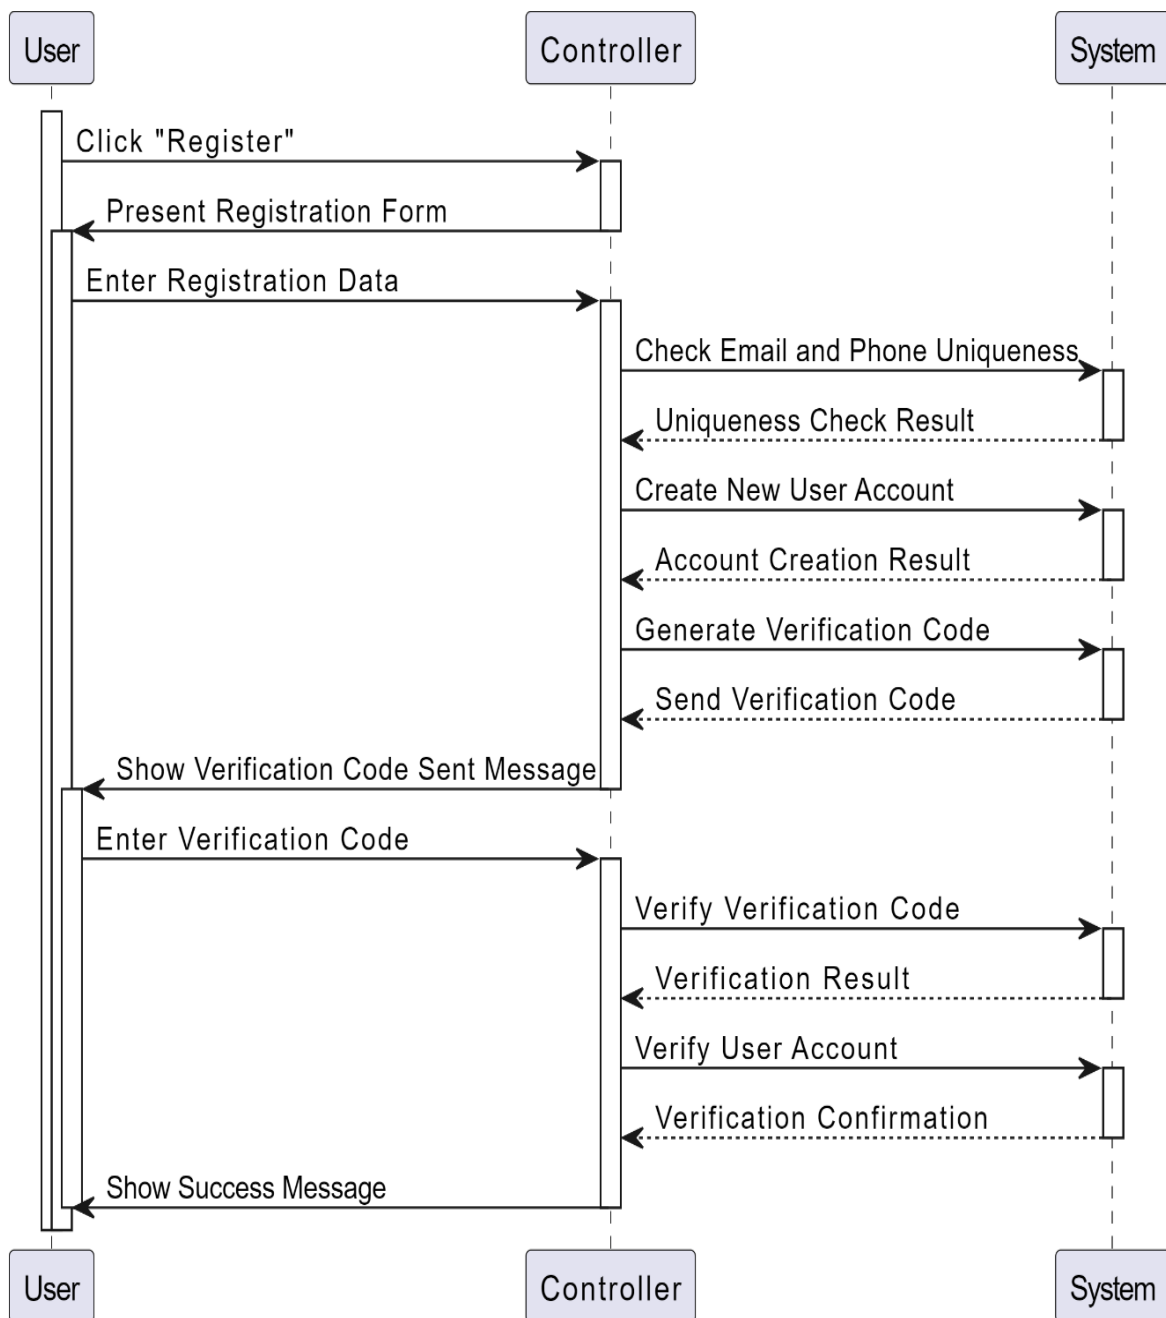 User
Controller
System
Click "Register"
Present Registration Form
Enter Registration Data
Check Email and Phone Uniqueness
Uniqueness Check Result
Create New User Account
Account Creation Result
Generate Verification Code
Send Verification Code
Show Verification Code Sent Message
Enter Verification Code
Verify Verification Code
Verification Result
Verify User Account
Verification Confirmation
Show Success Message
User
Controller
System